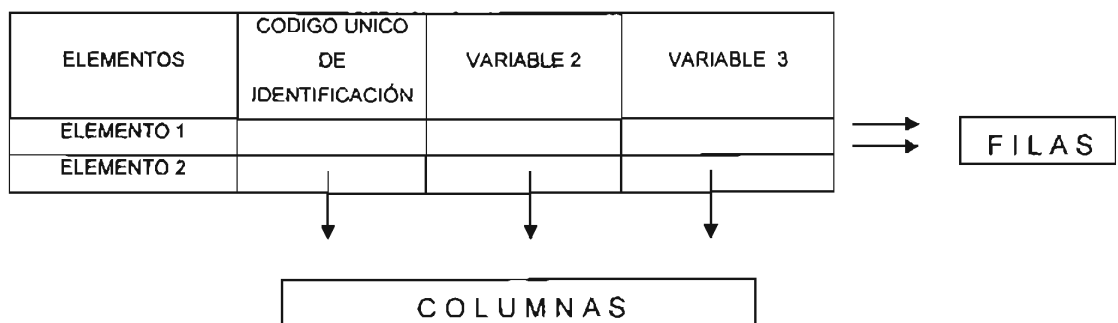 ELEMENTOS
CODIGO UNICO
DE
IDENTIFICACIÓN
VARIABLE 2
VARIABLE 3
ELEMENTO 1
ELEMENTO 2
FILAS
COLUMNAS